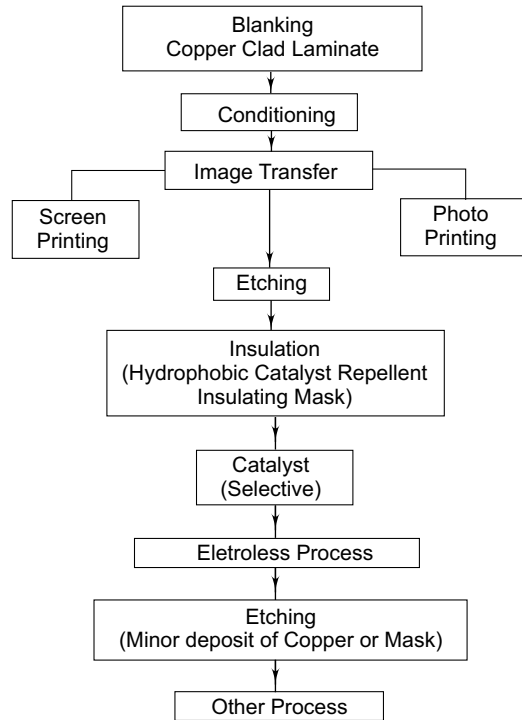 Blanking
Copper Clad Laminate
Conditioning
Image Transfer
Screen
Printing
Photo
Printing
Etching
Insulation
(Hydrophobic Catalyst Repellent
Insulating Mask)
Catalyst
(Selective)
Eletroless Process
Etching
(Minor deposit of Copper or Mask)
Other Process